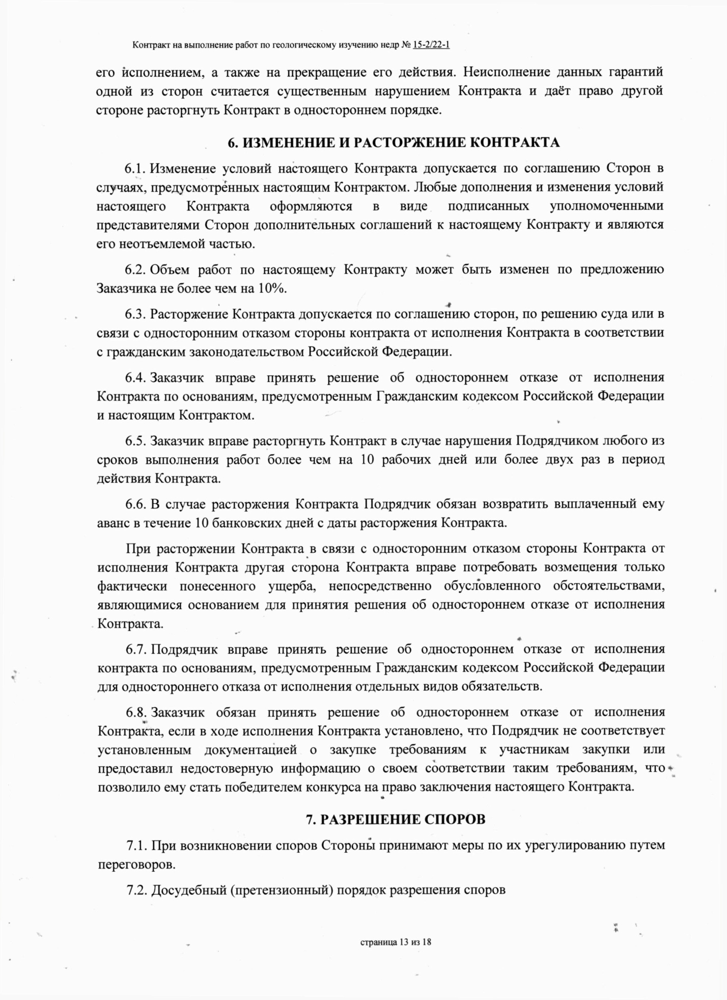 Контракт на выполнение работ по геологическому изучению недр № 15-2/22-1
его исполнением, а также на прекращение его действия. Неисполнение данных гарантий
одной из сторон считается существенным нарушением Контракта и даёт право другой
стороне расторгнуть Контракт в одностороннем порядке.
6. ИЗМЕНЕНИЕ И РАСТОРЖЕНИЕ КОНТРАКТА
6.1. Изменение условий настоящего Контракта допускается по соглашению Сторон в
случаях, предусмотренных настоящим Контрактом. Любые дополнения и изменения условий
настоящего Контракта оформляются в виде подписанных уполномоченными
представителями Сторон дополнительных соглашений к настоящему Контракту и являются
его неотъемлемой частью.
6.2. Объем работ по настоящему Контракту может быть изменен по предложению
Заказчика не более чем на 10%.
6.3. Расторжение Контракта допускается по соглашению сторон, по решению суда или в
связи с односторонним отказом стороны контракта от исполнения Контракта в соответствии
с гражданским законодательством Российской Федерации.
6.4. Заказчик вправе принять решение об одностороннем отказе от исполнения
Контракта по основаниям, предусмотренным Гражданским кодексом Российской Федерации
и настоящим Контрактом.
6.5. Заказчик вправе расторгнуть Контракт в случае нарушения Подрядчиком любого из
сроков выполнения работ более чем на 10 рабочих дней или более двух раз в период
действия Контракта.
6.6. В случае расторжения Контракта Подрядчик обязан возвратить выплаченный ему
аванс в течение 10 банковских дней с даты расторжения Контракта.
При расторжении Контракта в связи с односторонним отказом стороны Контракта от
исполнения Контракта другая сторона Контракта вправе потребовать возмещения только
фактически понесенного ущерба, непосредственно обусловленного обстоятельствами,
являющимися основанием для принятия решения об одностороннем отказе от исполнения
Контракта.
6.7. Подрядчик вправе принять решение об одностороннем отказе от исполнения
контракта по основаниям, предусмотренным Гражданским кодексом Российской Федерации
для одностороннего отказа от исполнения отдельных видов обязательств.
6.8. Заказчик обязан принять решение об одностороннем отказе от исполнения
Контракта, если в ходе исполнения Контракта установлено, что Подрядчик не соответствует
установленным документацией о закупке требованиям к участникам закупки или
предоставил недостоверную информацию о своем соответствии таким требованиям, что
позволило ему стать победителем конкурса на право заключения настоящего Контракта.
7. РАЗРЕШЕНИЕ СПОРОВ
7.1. При возникновении споров Стороны принимают меры по их урегулированию путем
переговоров.
7.2. Досудебный (претензионный) порядок разрешения споров
страница 13 из 18